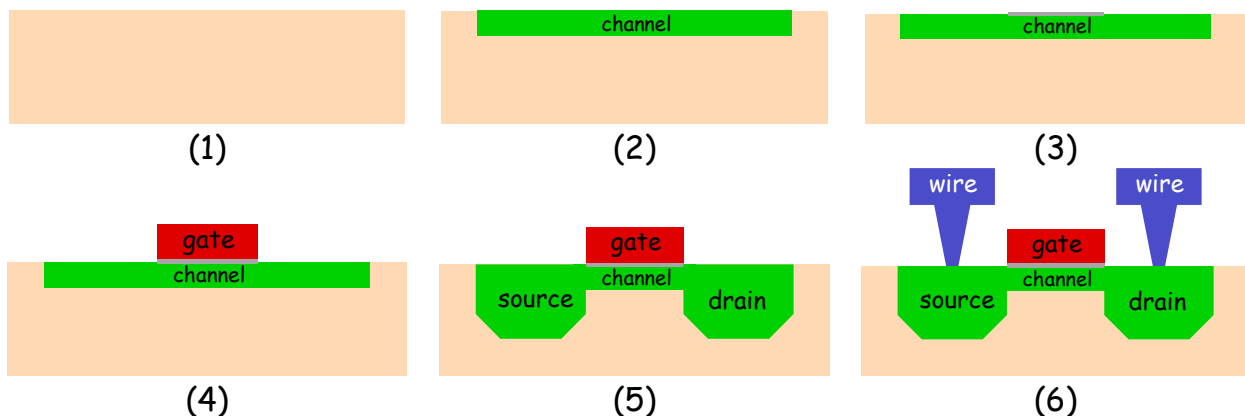 channel
channel
(1)
(2)
(3)
wire
wire
gate
channel
gate
channel
source
drain
gate
channel
source
drain
(4)
(5)
(6)